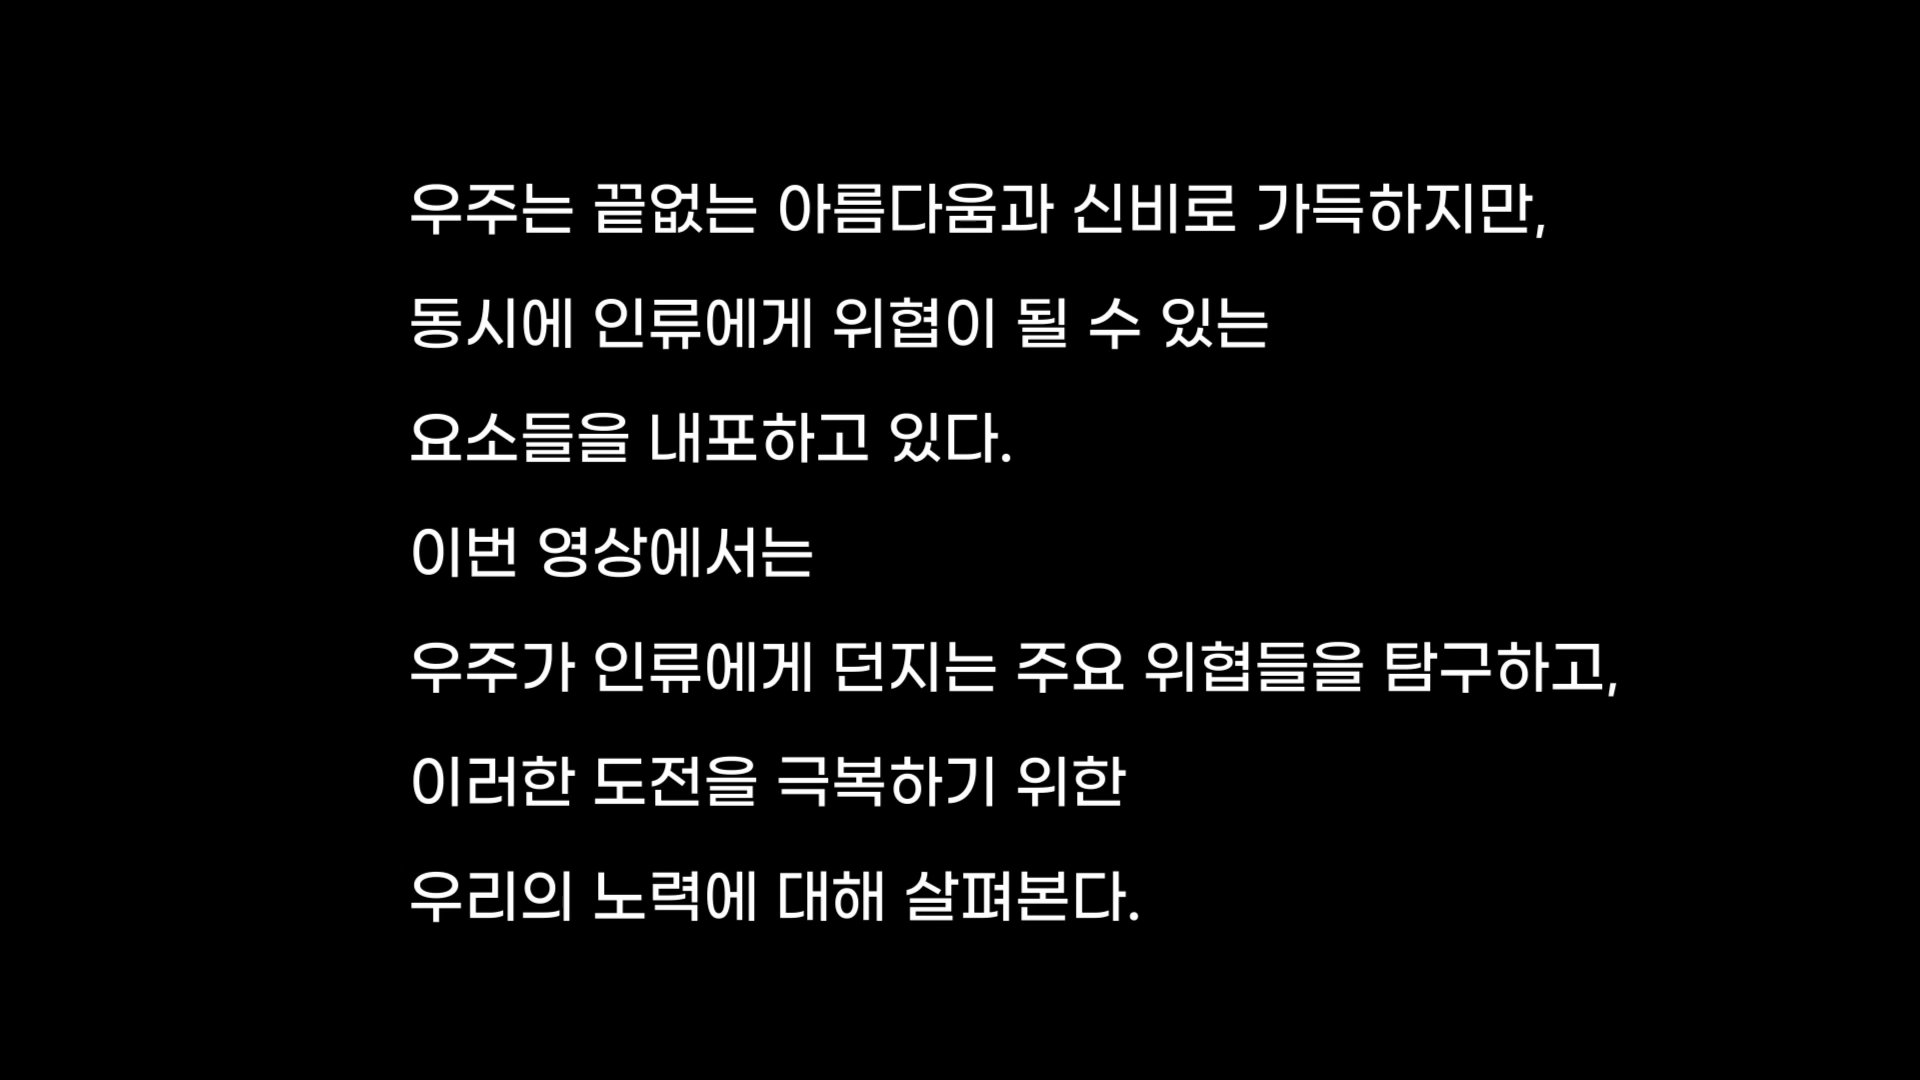 우주는 끝없는 아름다움과 신비로 가득하지만,
동시에 인류에게 위협이 될 수 있는
요소들을 내포하고 있다.
이번 영상에서는
우주가 인류에게 던지는 주요 위협들을 탐구하고,
이러한 도전을 극복하기 위한
우리의 노력에 대해 살펴본다.